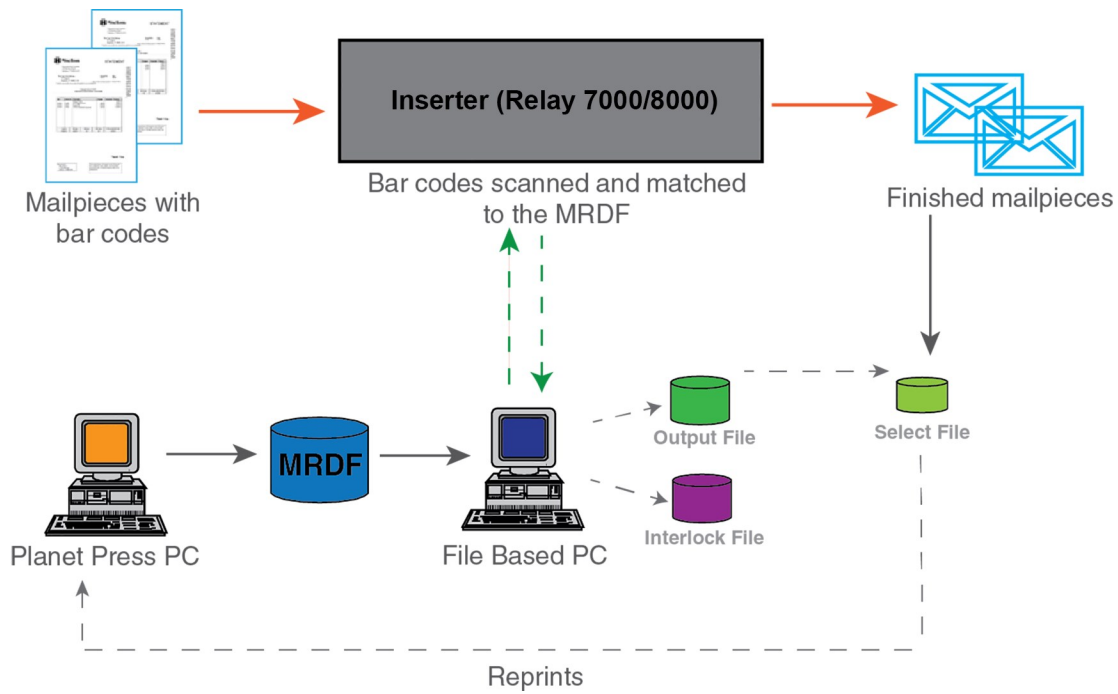 STATEMENT
Inserter (Relay 7000/8000)
Mailpieces with
bar codes
Bar codes scanned and matched
to the MRDF
Finished mailpieces
MRDF
Output File
Select File
Interlock File
Planet Press PC
File Based PC
Reprints